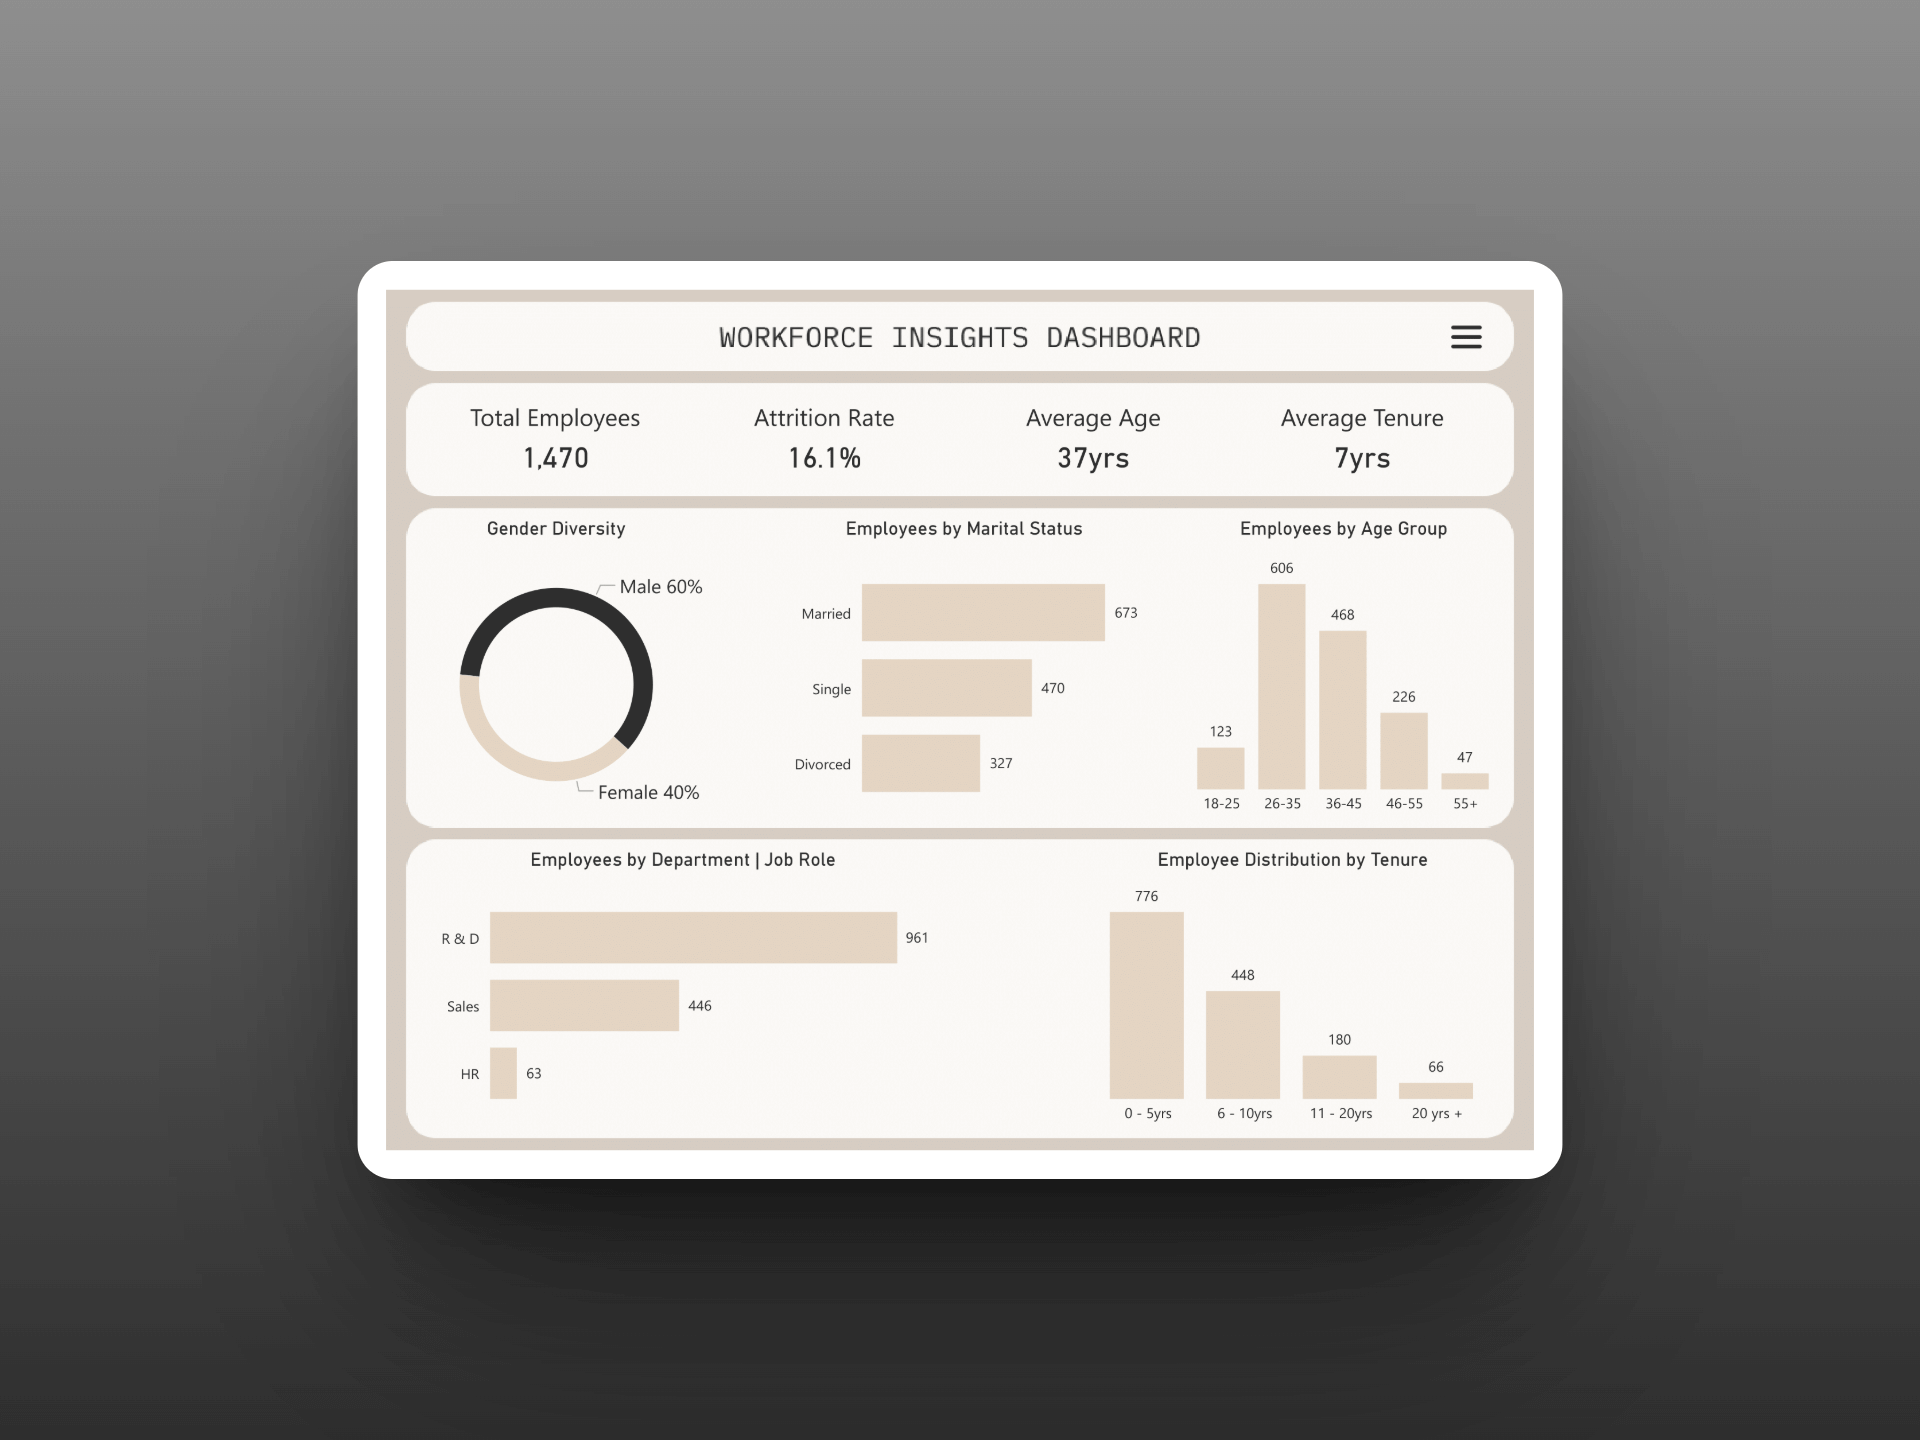 WORKFORCE INSIGHTS DASHBOARD
Total Employees
1,470
Attrition Rate
16.1%
Average Age
37yrs
Average Tenure
7yrs
Gender Diversity
Male 60%
Female 40%
Employees by Marital Status
Married
673
Single
470
Divorced
327
Employees by Age Group
123
606
468
226
47
18-25
26-35
36-45
46-55
55+
Employees by Department | Job Role
R & D
961
Sales
446
HR
63
Employee Distribution by Tenure
776
448
180
66
0 - 5yrs
6 - 10yrs
11 - 20yrs
20 yrs +